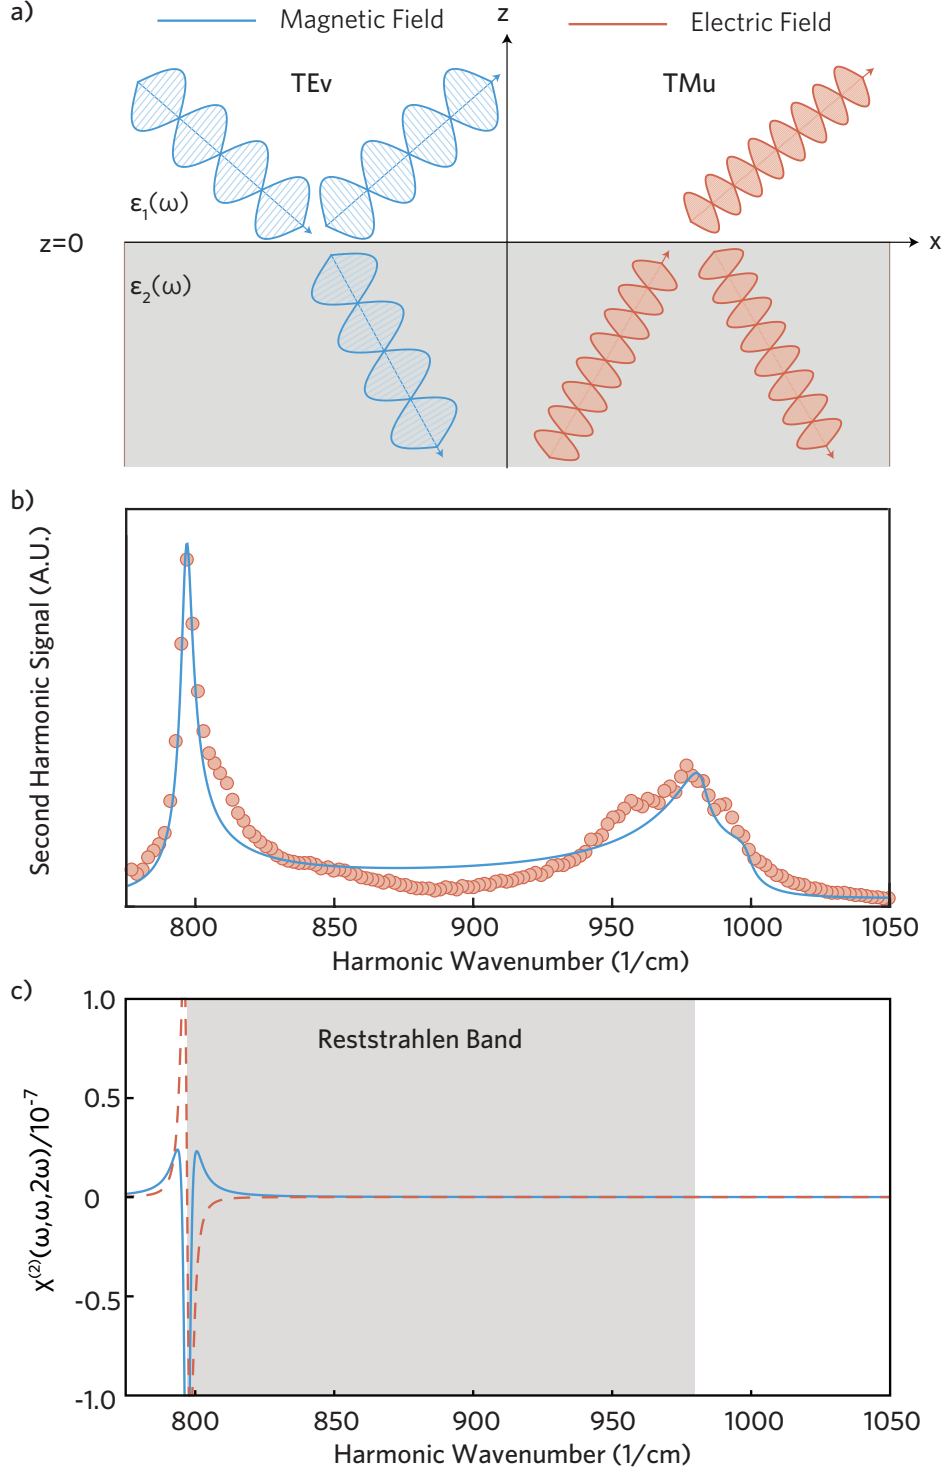 a)
Magnetic Field
z
Electric Field
TEv
TMu
ε₁(ω)
z=0
x
ε₂(ω)
b)
Second Harmonic Signal (A.U.)
800 850 900 950 1000 1050
Harmonic Wavenumber (1/cm)
c)
χ⁽²⁾(ω,ω,2ω)/10⁻⁷
1.0
Reststrahlen Band
0.5
0
-0.5
-1.0
800 850 900 950 1000 1050
Harmonic Wavenumber (1/cm)